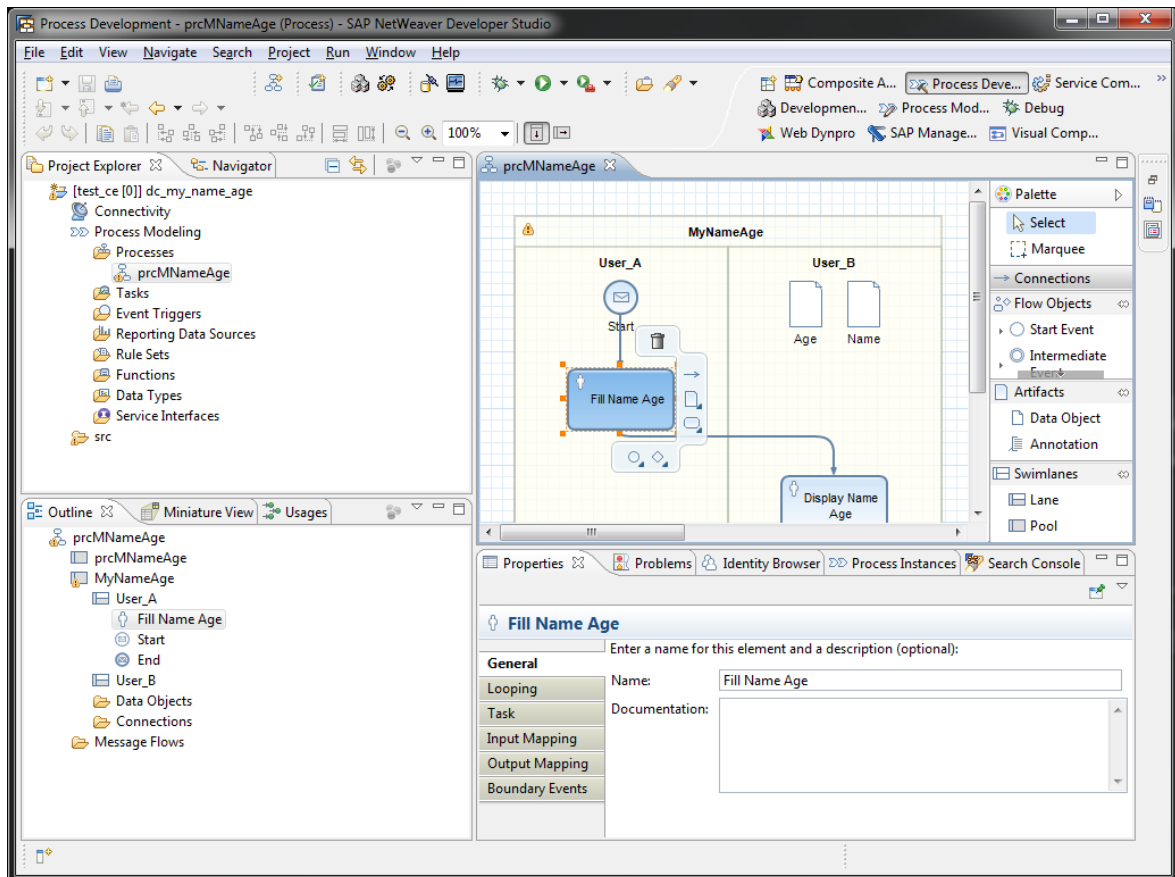 Process Development - prcMNameAge (Process) - SAP NetWeaver Developer Studio
File Edit View Navigate Search Project Run Window Help
Composite A... Process Deve... Service Com...
Developmen... Process Mod... Debug
100%
Web Dynpro SAP Manage... Visual Comp...
Project Explorer Navigator
[test_ce [0]] dc_my_name_age
Connectivity
Process Modeling
Processes
prcMNameAge
Tasks
Event Triggers
Reporting Data Sources
Rule Sets
Functions
Data Types
Service Interfaces
src
Outline Miniature View Usages
prcMNameAge
prcMNameAge
MyNameAge
User_A
Fill Name Age
Start
End
User_B
Data Objects
Connections
Message Flows
prcMNameAge
MyNameAge
User_A User_B
Start
Age Name
Fill Name Age
Display Name
Age
Palette
Select
Marquee
Connections
Flow Objects
Start Event
Intermediate
Event
Artifacts
Data Object
Annotation
Swimlanes
Lane
Pool
Properties Problems Identity Browser Process Instances Search Console
Fill Name Age
General
Looping
Task
Input Mapping
Output Mapping
Boundary Events
Enter a name for this element and a description (optional):
Name: Fill Name Age
Documentation: